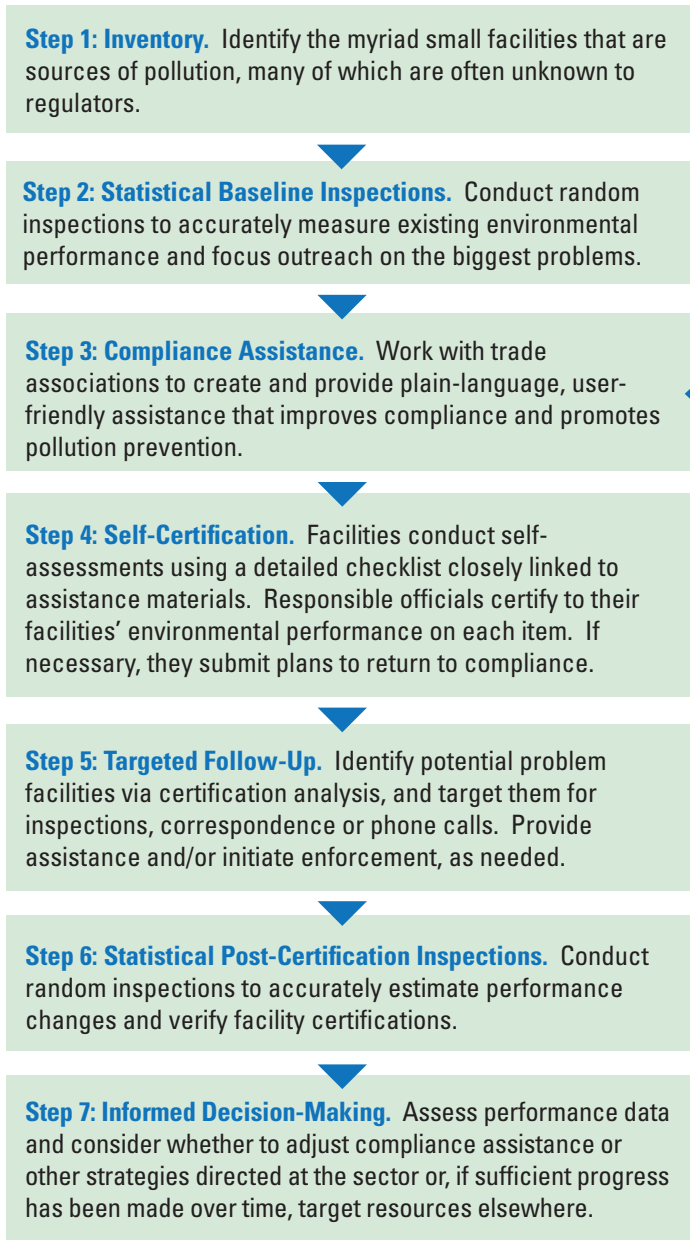 Step 1: Inventory. Identify the myriad small facilities that are
sources of pollution, many of which are often unknown to
regulators.
Step 2: Statistical Baseline Inspections. Conduct random
inspections to accurately measure existing environmental
performance and focus outreach on the biggest problems.
Step 3: Compliance Assistance. Work with trade
associations to create and provide plain-language, user-
friendly assistance that improves compliance and promotes
pollution prevention.
Step 4: Self-Certification. Facilities conduct self-
assessments using a detailed checklist closely linked to
assistance materials. Responsible officials certify to their
facilities’ environmental performance on each item. If
necessary, they submit plans to return to compliance.
Step 5: Targeted Follow-Up. Identify potential problem
facilities via certification analysis, and target them for
inspections, correspondence or phone calls. Provide
assistance and/or initiate enforcement, as needed.
Step 6: Statistical Post-Certification Inspections. Conduct
random inspections to accurately estimate performance
changes and verify facility certifications.
Step 7: Informed Decision-Making. Assess performance data
and consider whether to adjust compliance assistance or
other strategies directed at the sector or, if sufficient progress
has been made over time, target resources elsewhere.